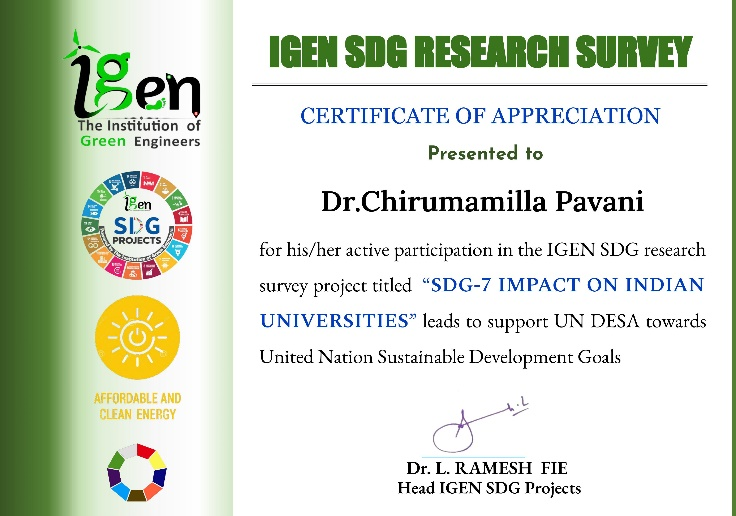 igen
The Institution of
Green Engineers
igen
SDG
PROJECTS
AFFORDABLE AND
CLEAN ENERGY
IGEN SDG RESEARCH SURVEY
CERTIFICATE OF APPRECIATION
Presented to
Dr.Chirumamilla Pavani
for his/her active participation in the IGEN SDG research
survey project titled “SDG-7 IMPACT ON INDIAN
UNIVERSITIES” leads to support UN DESA towards
United Nation Sustainable Development Goals
Dr. L. RAMESH FIE
Head IGEN SDG Projects